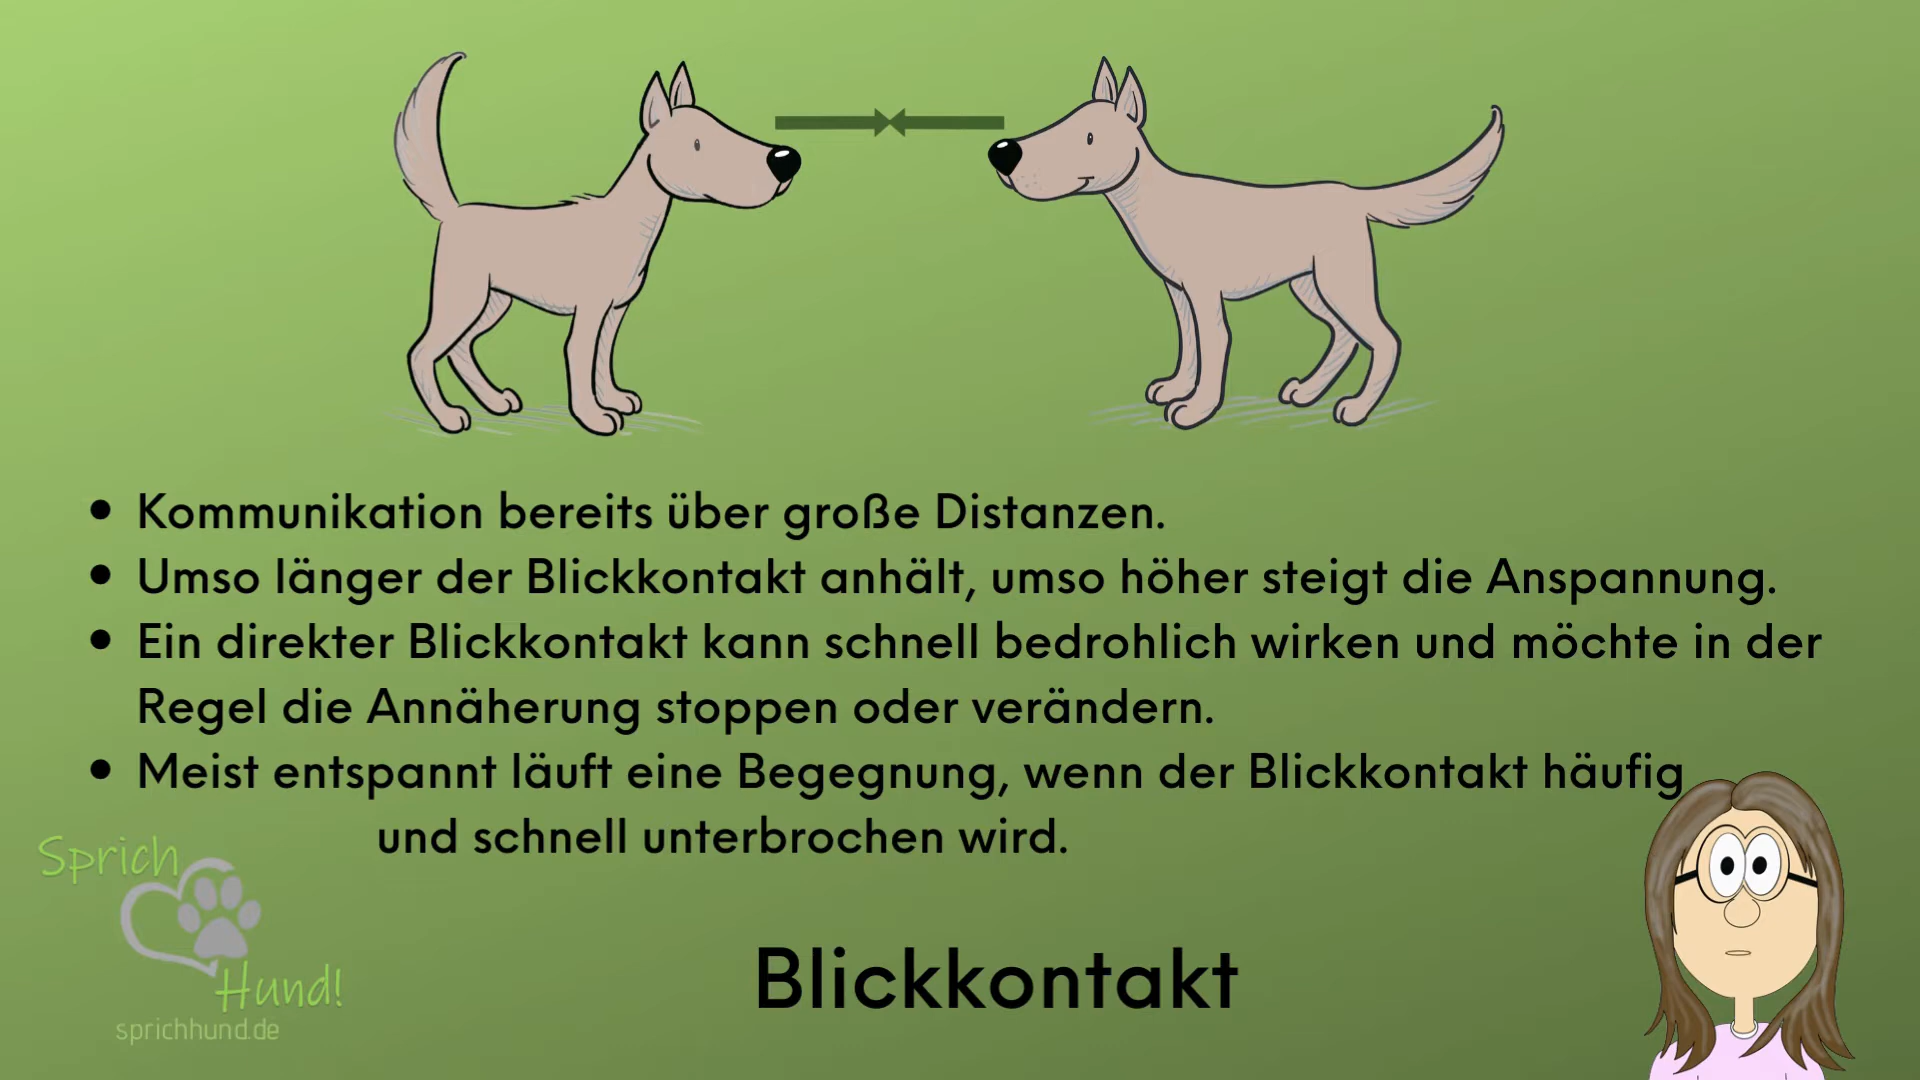 • Kommunikation bereits über große Distanzen.
• Umso länger der Blickkontakt anhält, umso höher steigt die Anspannung.
• Ein direkter Blickkontakt kann schnell bedrohlich wirken und möchte in der
Regel die Annäherung stoppen oder verändern.
• Meist entspannt läuft eine Begegnung, wenn der Blickkontakt häufig
und schnell unterbrochen wird.
Sprich
Hund!
sprichhund.de
Blickkontakt